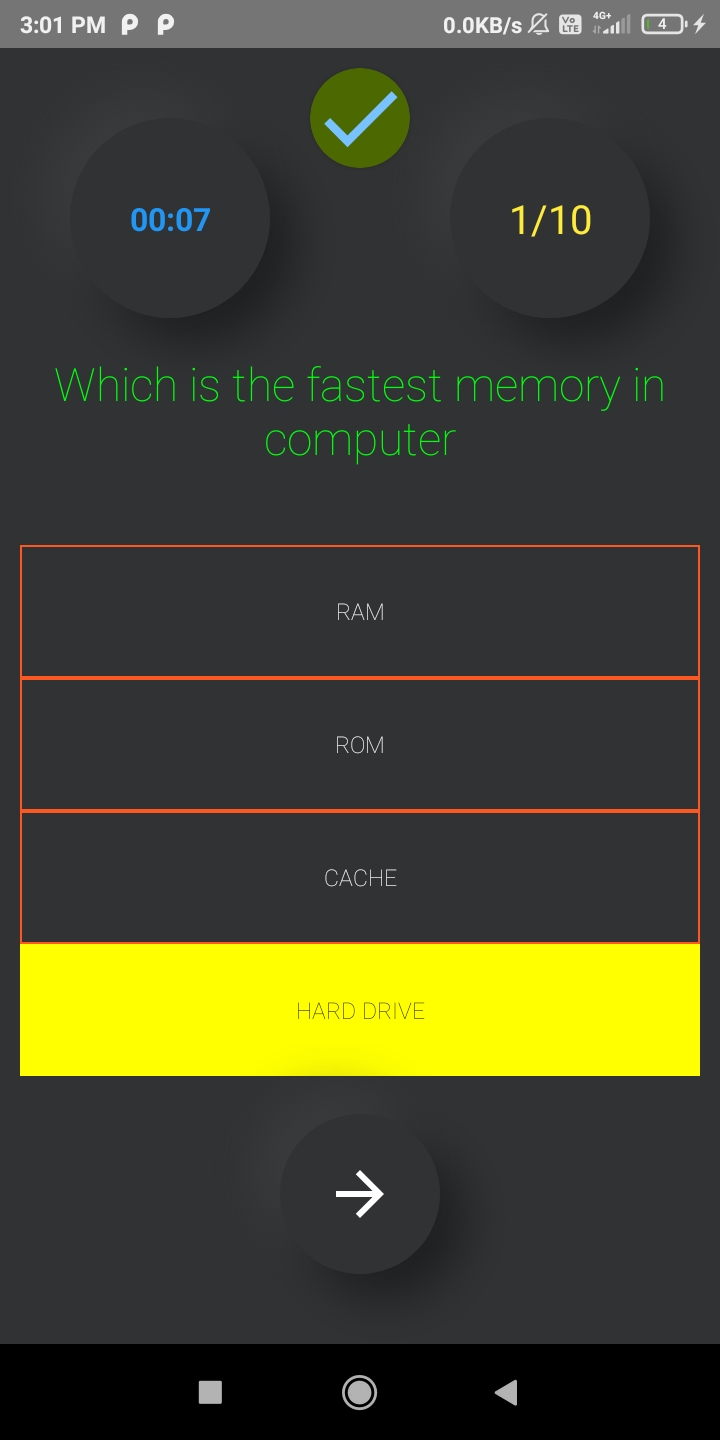 3:01 PM 0.0KB/s Vo LTE 4G+ 4
00:07
1/10
Which is the fastest memory in
computer
RAM
ROM
CACHE
HARD DRIVE